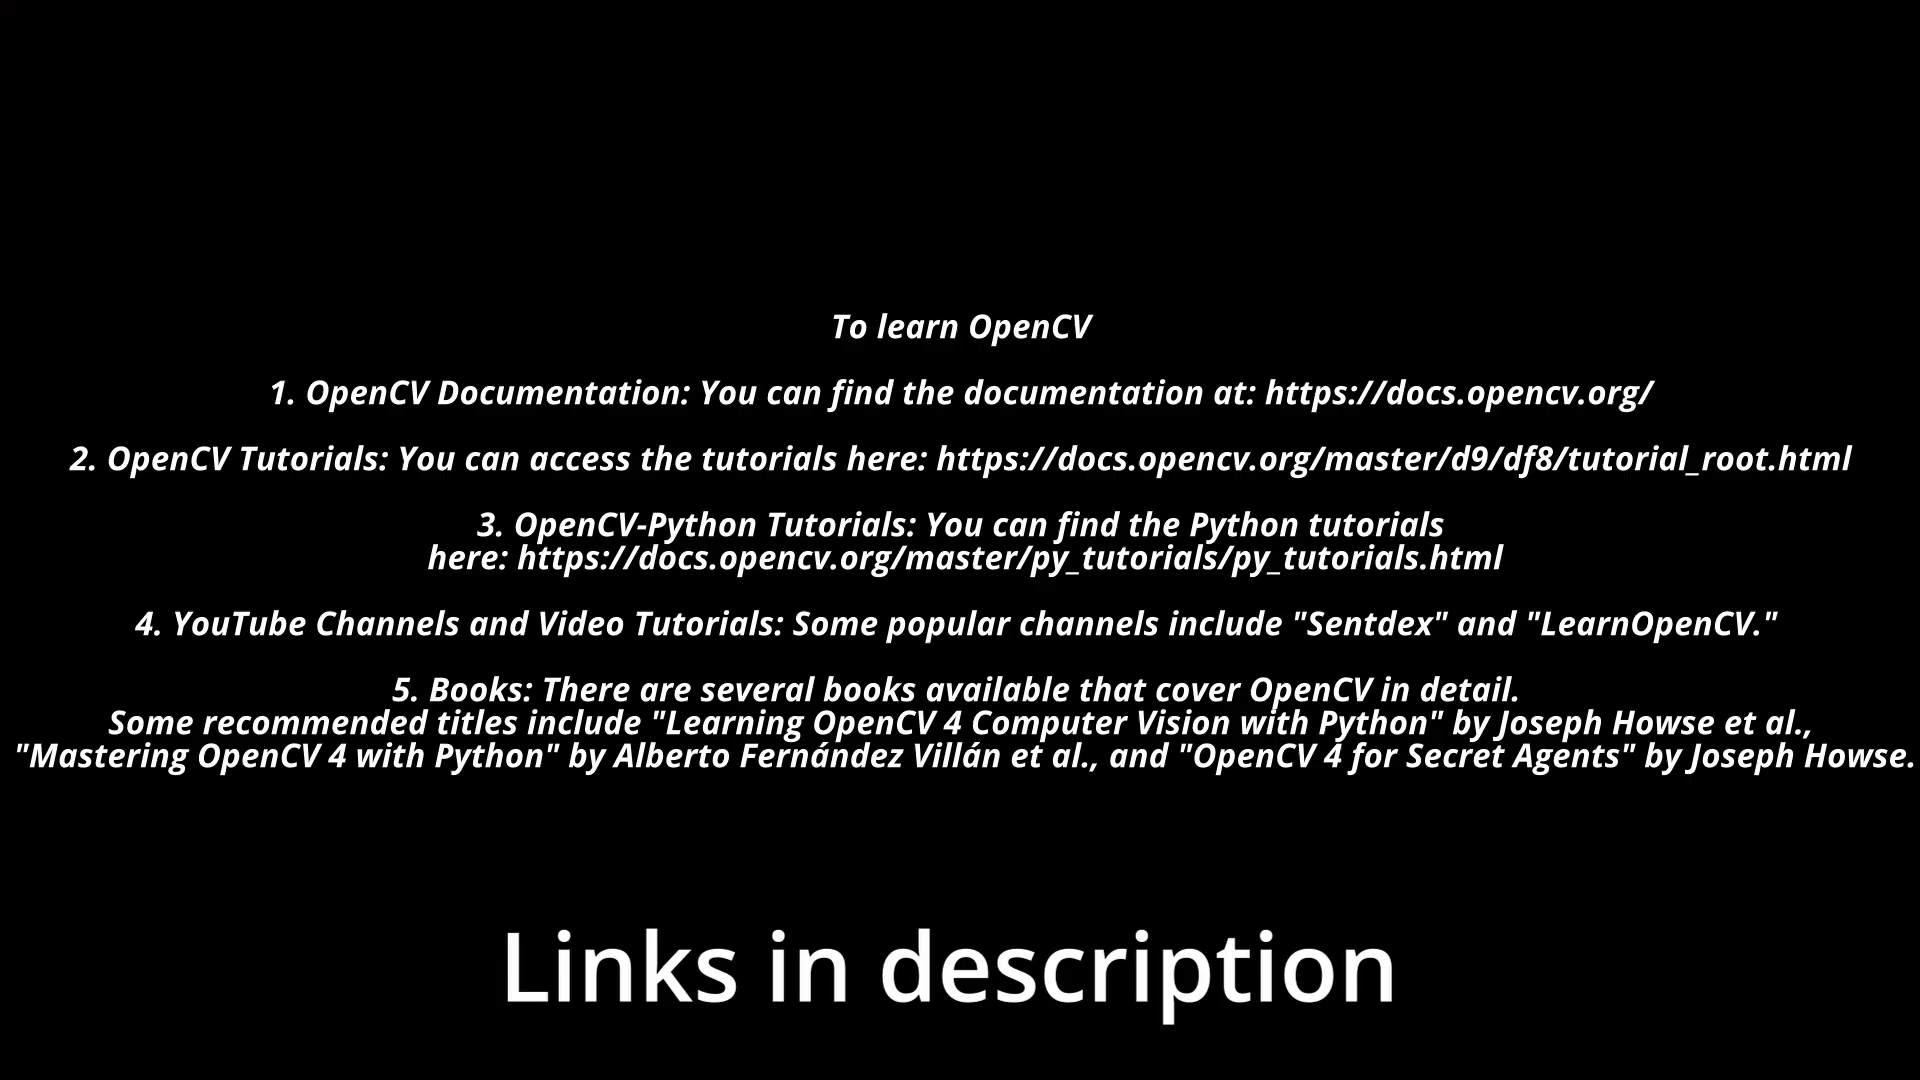 To learn OpenCV
1. OpenCV Documentation: You can find the documentation at: https://docs.opencv.org/
2. OpenCV Tutorials: You can access the tutorials here: https://docs.opencv.org/master/d9/df8/tutorial_root.html
3. OpenCV-Python Tutorials: You can find the Python tutorials
here: https://docs.opencv.org/master/py_tutorials/py_tutorials.html
4. YouTube Channels and Video Tutorials: Some popular channels include "Sentdex" and "LearnOpenCV."
5. Books: There are several books available that cover OpenCV in detail.
Some recommended titles include "Learning OpenCV 4 Computer Vision with Python" by Joseph Howse et al.,
"Mastering OpenCV 4 with Python" by Alberto Fernández Villán et al., and "OpenCV 4 for Secret Agents" by Joseph Howse.
Links in description